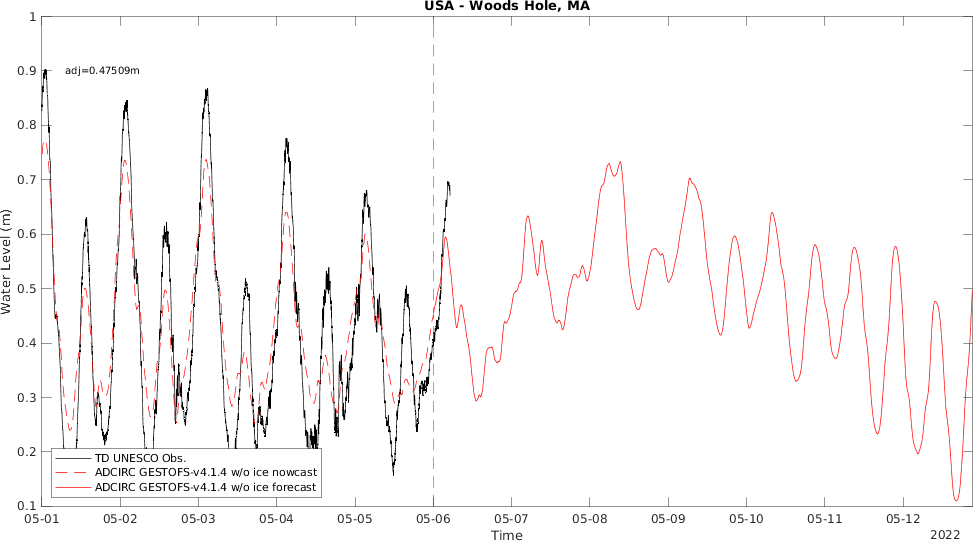 USA - Woods Hole, MA
adj=0.47509m
1
0.9
0.8
0.7
0.6
0.5
0.4
0.3
0.2
0.1
Water Level (m)
TD UNESCO Obs.
ADCIRC GESTOFS-v4.1.4 w/o ice nowcast
ADCIRC GESTOFS-v4.1.4 w/o ice forecast
05-01 05-02 05-03 05-04 05-05 05-06 05-07 05-08 05-09 05-10 05-11 05-12
Time
2022